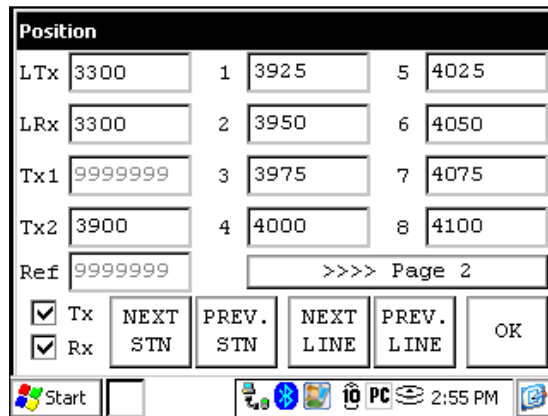 Position
LTx 3300 1 3925 5 4025
LRx 3300 2 3950 6 4050
Tx1 9999999 3 3975 7 4075
Tx2 3900 4 4000 8 4100
Ref 9999999 >>>> Page 2
Tx
Rx
NEXT STN
PREV. STN
NEXT LINE
PREV. LINE
OK
Start PC 2:55 PM